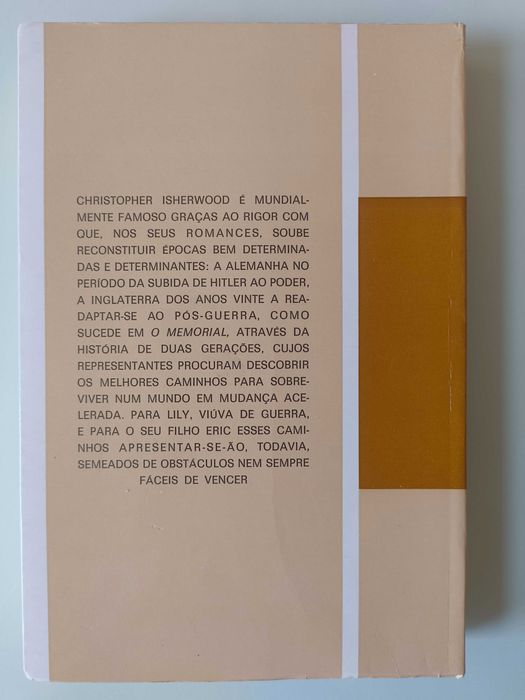 CHRISTOPHER ISHERWOOD É MUNDIAL-
MENTE FAMOSO GRAÇAS AO RIGOR COM
QUE, NOS SEUS ROMANCES, SOUBE
RECONSTITUIR ÉPOCAS BEM DETERMINA-
DAS E DETERMINANTES: A ALEMANHA NO
PERÍODO DA SUBIDA DE HITLER AO PODER,
A INGLATERRA DOS ANOS VINTE A REA-
DAPTAR-SE AO PÓS-GUERRA, COMO
SUCEDE EM O MEMORIAL, ATRAVÉS DA
HISTÓRIA DE DUAS GERAÇÕES, CUJOS
REPRESENTANTES PROCURAM DESCOBRIR
OS MELHORES CAMINHOS PARA SOBRE-
VIVER NUM MUNDO EM MUDANÇA ACE-
LERADA. PARA LILY, VIÚVA DE GUERRA,
E PARA O SEU FILHO ERIC ESSES CAMI-
NHOS APRESENTAR-SE-ÃO, TODAVIA,
SEMEADOS DE OBSTÁCULOS NEM SEMPRE
FÁCEIS DE VENCER